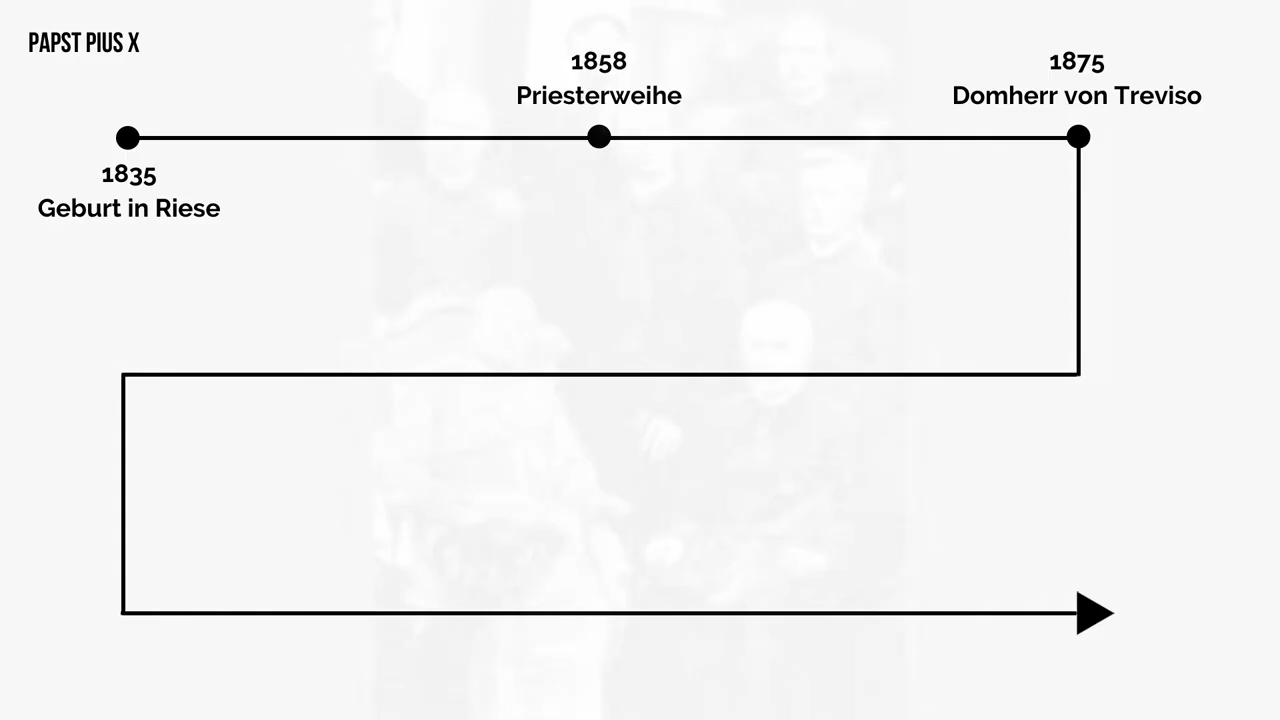 PAPST PIUS X
1858
Priesterweihe
1875
Domherr von Treviso
1835
Geburt in Riese